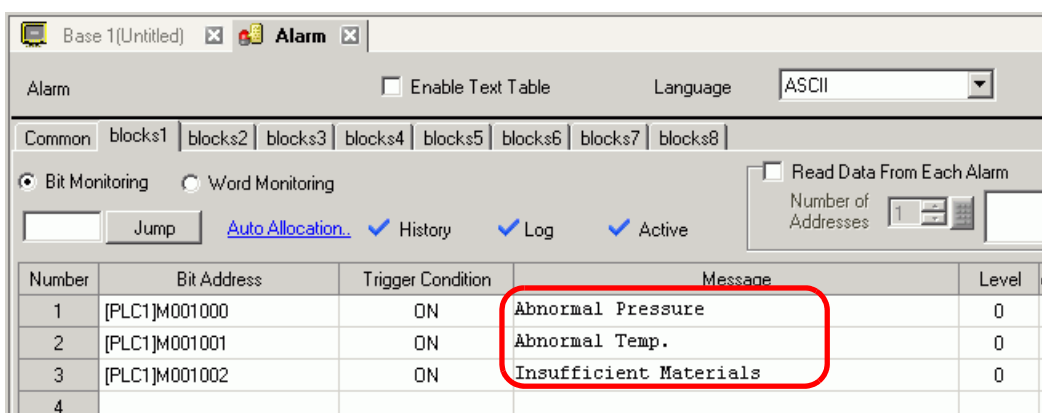 Base 1(Untitled) Alarm
Alarm Enable Text Table Language ASCII
Common blocks1 blocks2 blocks3 blocks4 blocks5 blocks6 blocks7 blocks8
Bit Monitoring Word Monitoring Read Data From Each Alarm
Number of Addresses 1
Jump Auto Allocation.. History Log Active
Number Bit Address Trigger Condition Message Level
1 [PLC1]M001000 ON Abnormal Pressure 0
2 [PLC1]M001001 ON Abnormal Temp. 0
3 [PLC1]M001002 ON Insufficient Materials 0
4